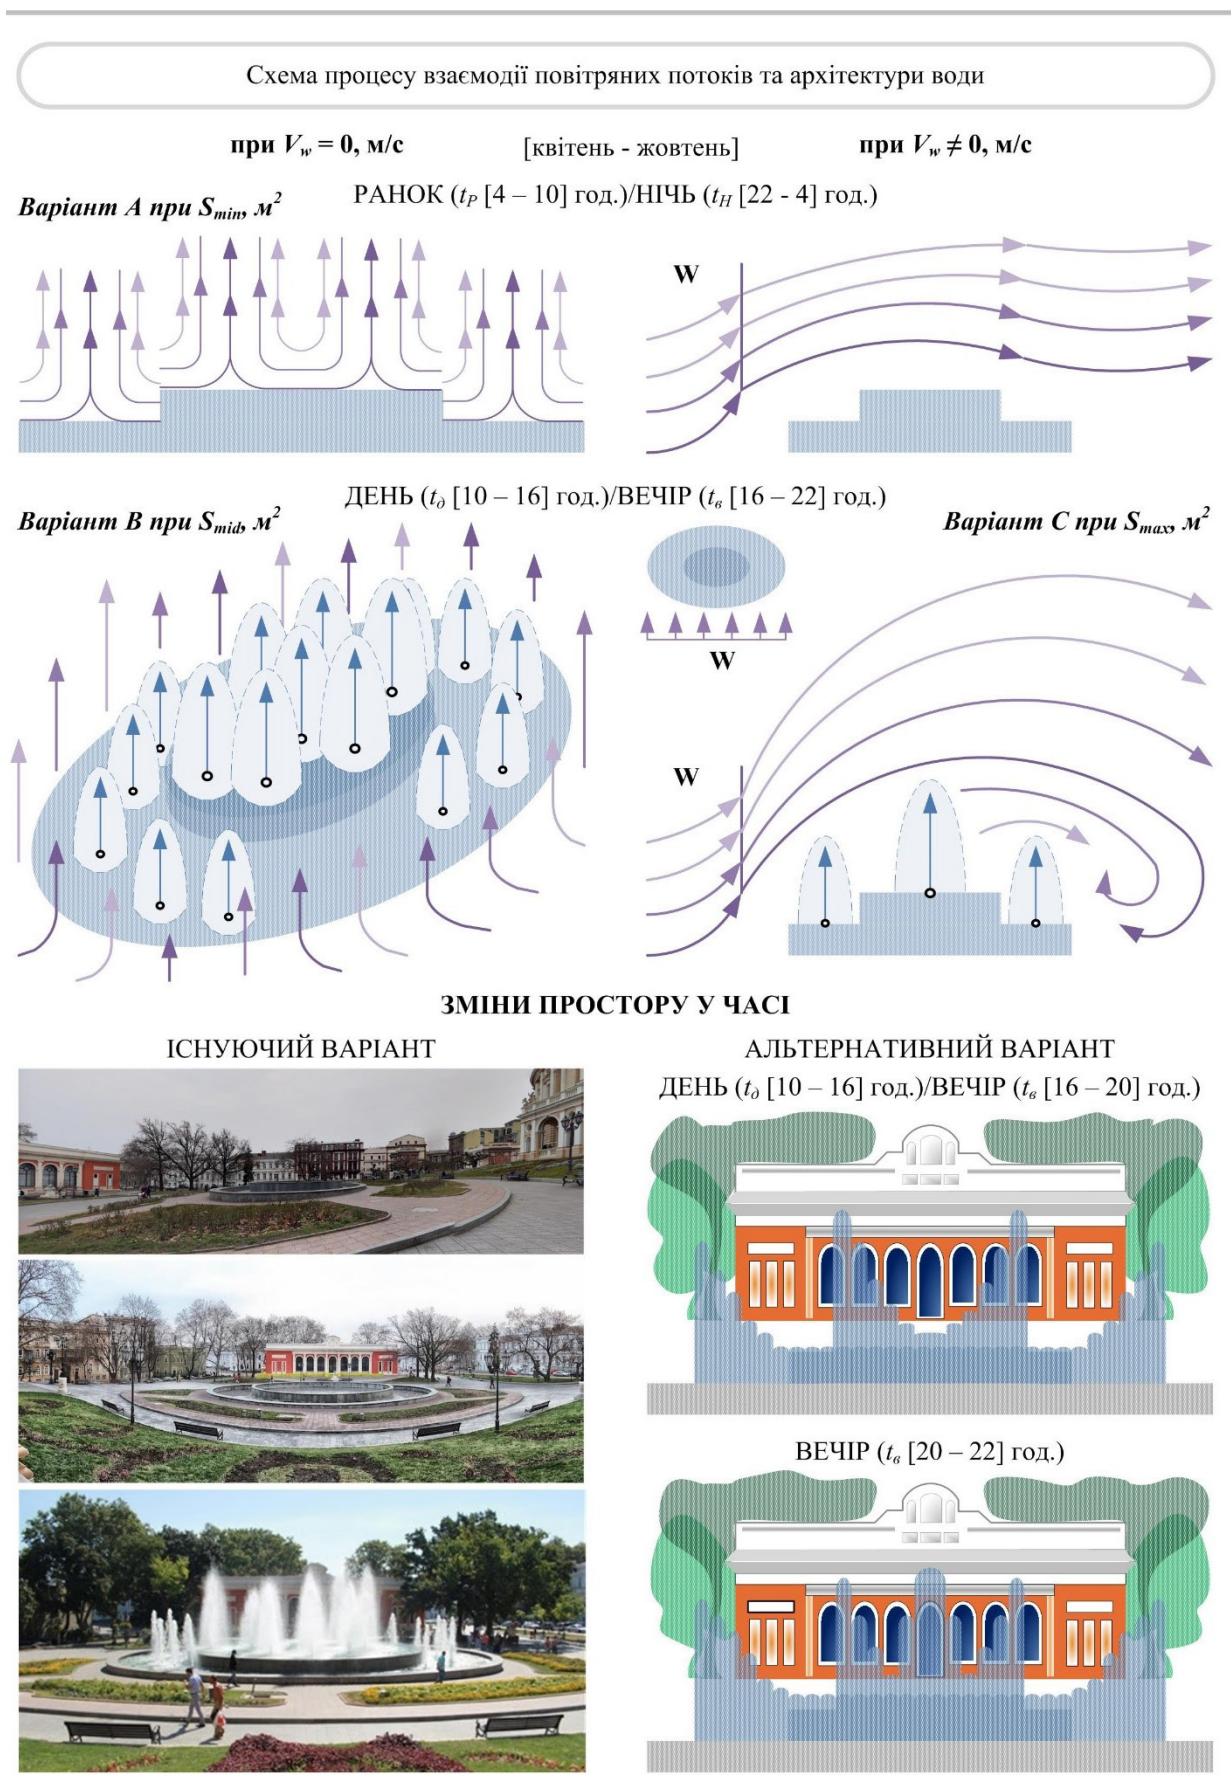 Схема процесу взаємодії повітряних потоків та архітектури води
при Vw = 0, м/с [квітень - жовтень] при Vw ≠ 0, м/с
РАНОК (tР [4 – 10] год.)/НІЧЬ (tН [22 - 4] год.)
Варіант А при Smin, м²
W
ДЕНЬ (tд [10 – 16] год.)/ВЕЧІР (tв [16 – 22] год.)
Варіант В при Smid, м²
Варіант С при Smax, м²
W
W
ЗМІНИ ПРОСТОРУ У ЧАСІ
ІСНУЮЧИЙ ВАРІАНТ
АЛЬТЕРНАТИВНИЙ ВАРІАНТ
ДЕНЬ (tд [10 – 16] год.)/ВЕЧІР (tв [16 – 20] год.)
ВЕЧІР (tв [20 – 22] год.)